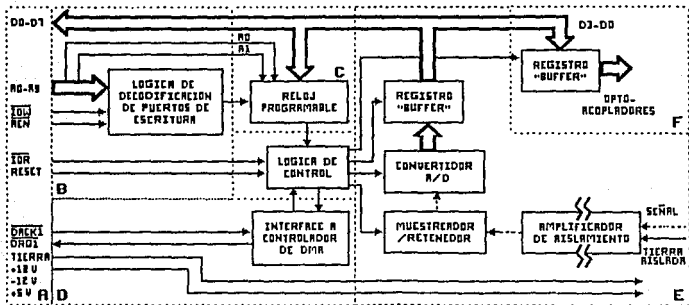 D0-D7
A0
A1
C
D3-D0
F
A0-A9
LOGICA DE
DECODIFICACIÓN
DE PUERTOS DE
ESCRITURA
RELOJ
PROGRAMABLE
REGISTRO
"BUFFER"
REGISTRO
"BUFFER"
OPTO-
ACOPLADORES
IOW
AEN
IOR
RESET
B
LOGICA DE
CONTROL
CONVERTIDOR
A/D
DACK1
DRQ1
INTERFACE A
CONTROLADOR
DE DMA
MUESTREADOR
/RETENEDOR
AMPLIFICADOR
DE AISLAMIENTO
SEÑAL
TIERRA
AISLADA
TIERRA
+12 V
-12 V
+5 V
A
D
E